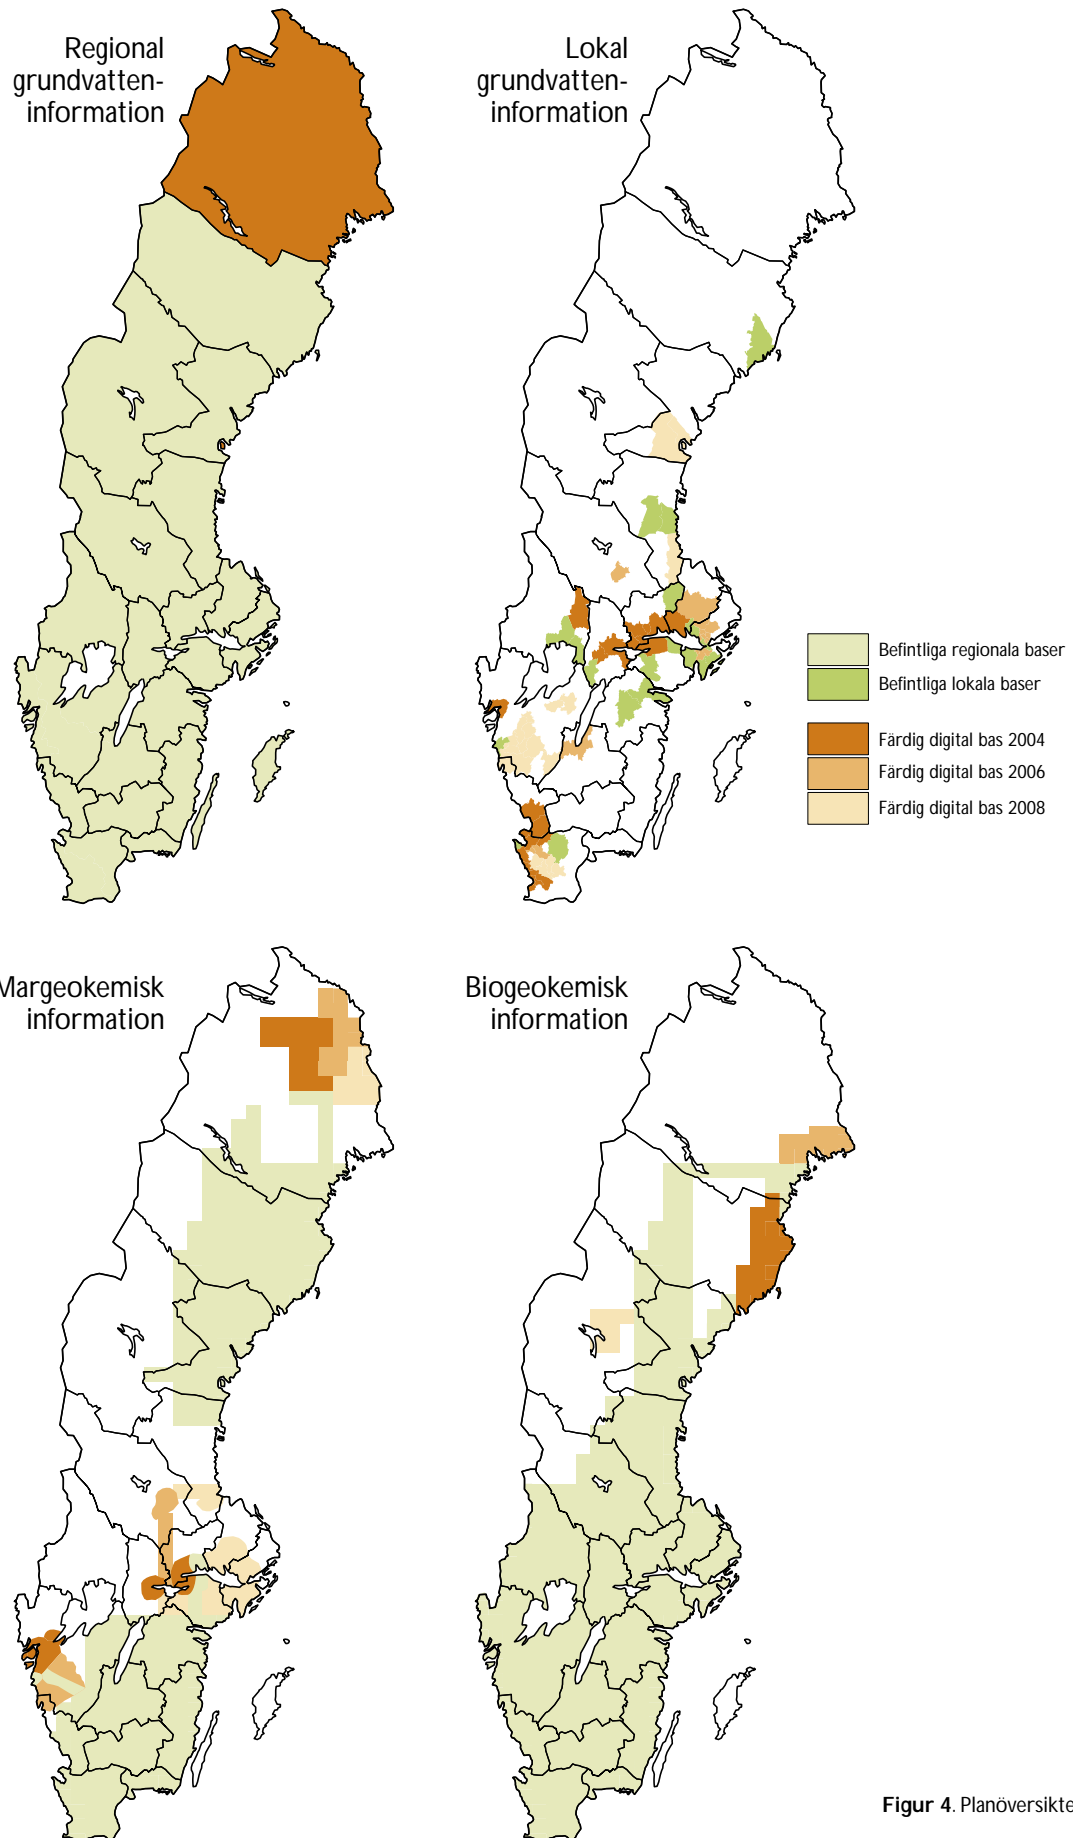 Regional
grundvatten-
information
Lokal
grundvatten-
information
Befintliga regionala baser
Befintliga lokala baser
Färdig digital bas 2004
Färdig digital bas 2006
Färdig digital bas 2008
Margeokemisk
information
Biogeokemisk
information
Figur 4. Planöversikte